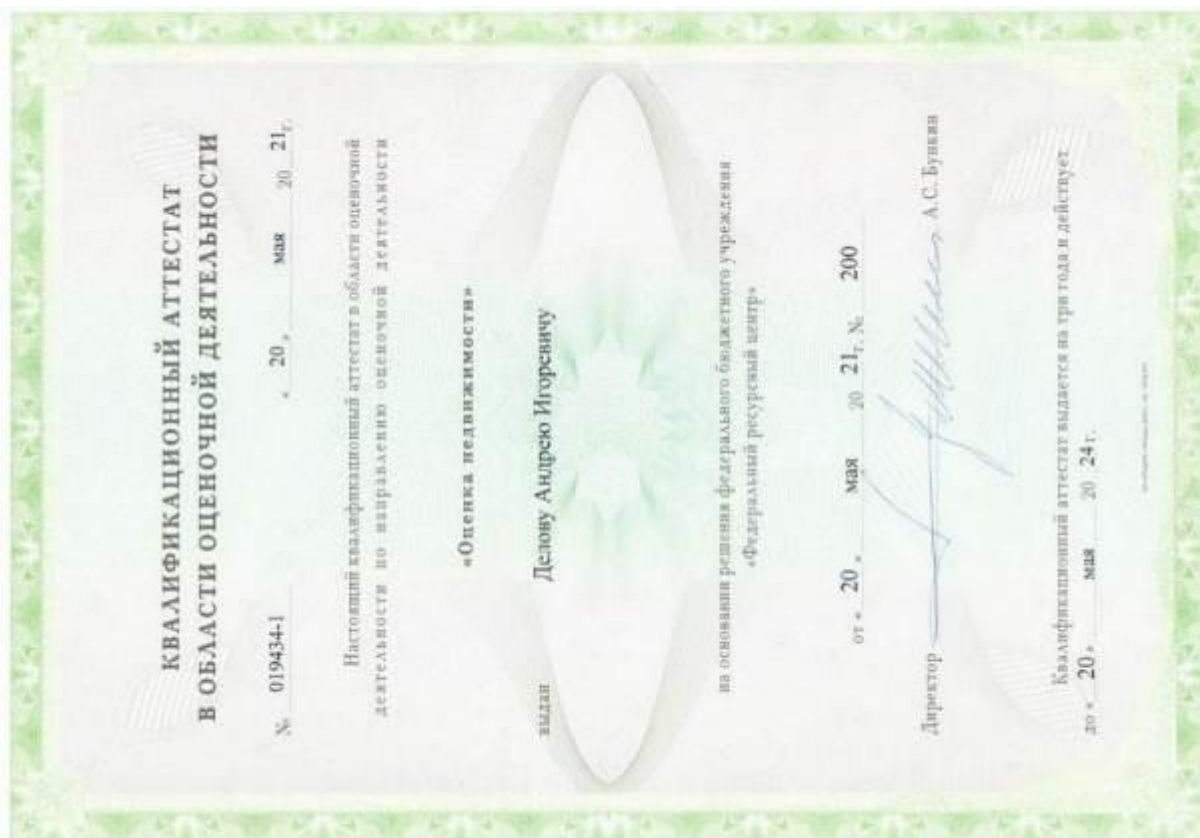 КВАЛИФИКАЦИОННЫЙ АТТЕСТАТ
В ОБЛАСТИ ОЦЕНОЧНОЙ ДЕЯТЕЛЬНОСТИ
№ 019434-1 « 20 » мая 20 21 г.
Настоящий квалификационный аттестат в области оценочной
деятельности по направлению оценочной деятельности
«Оценка недвижимости»
выдан Делову Андрею Игоревичу
на основании решения федерального бюджетного учреждения
«Федеральный ресурсный центр»
от « 20 » мая 20 21 г. № 200
Директор А.С. Бункин
Квалификационный аттестат выдается на три года и действует
до « 20 » мая 20 24 г.